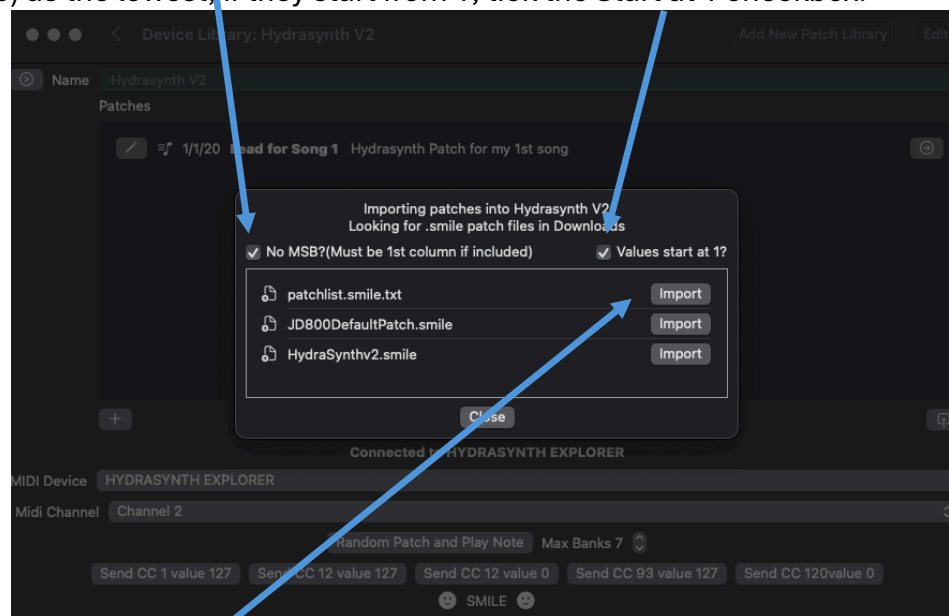 as the lowest, if they start from 1, tick the Start at 1 checkbox.
Device Library: Hydrasynth V2
Add New Patch Library
Edit
Name
Hydrasynth V2
Patches
1/1/20 Lead for Song 1 Hydrasynth Patch for my 1st song
Importing patches into Hydrasynth V2
Looking for .smile patch files in Downloads
No MSB?(Must be 1st column if included)
Values start at 1?
patchlist.smile.txt
Import
JD800DefaultPatch.smile
Import
HydraSynthv2.smile
Import
Close
Connected to HYDRASYNTH EXPLORER
MIDI Device HYDRASYNTH EXPLORER
Midi Channel Channel 2
Random Patch and Play Note Max Banks 7
Send CC 1 value 127 Send CC 12 value 127 Send CC 12 value 0 Send CC 93 value 127 Send CC 120value 0
SMILE